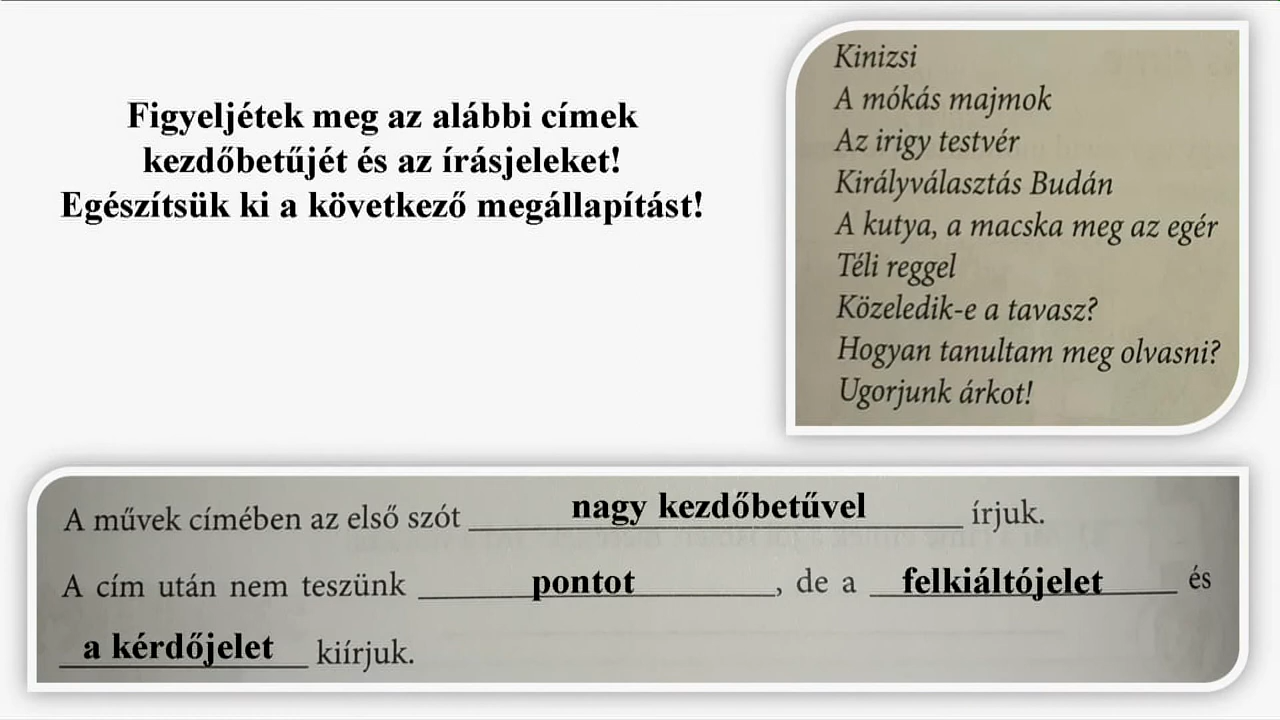 Figyeljétek meg az alábbi címek
kezdőbetűjét és az írásjeleket!
Egészítsük ki a következő megállapítást!
Kinizsi
A mókás majmok
Az irigy testvér
Királyválasztás Budán
A kutya, a macska meg az egér
Téli reggel
Közeledik-e a tavasz?
Hogyan tanultam meg olvasni?
Ugorjunk árkot!
A művek címében az első szót nagy kezdőbetűvel írjuk.
A cím után nem teszünk pontot, de a felkiáltójelet és
a kérdőjelet kiírjuk.